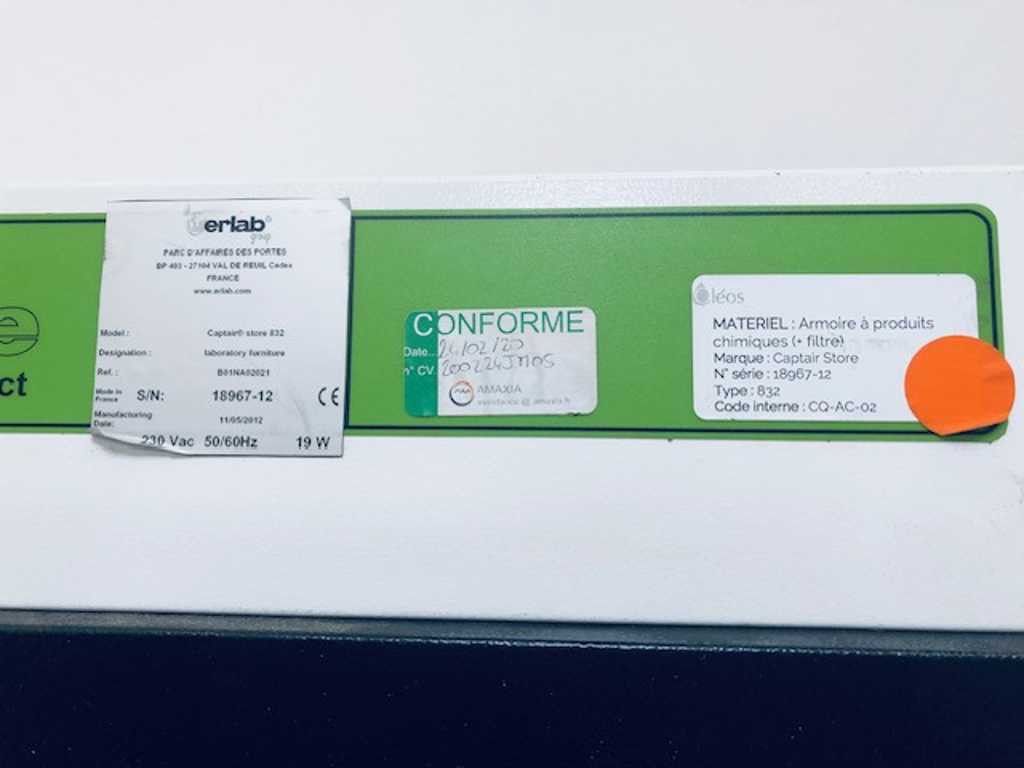 e
ct
erlab®
group
PARC D'AFFAIRES DES PORTES
BP 403 - 27104 VAL DE REUIL Cedex
FRANCE
www.erlab.com
Model : Captair® store 832
Designation : laboratory furniture
Ref. : B01NA02021
Made in France S/N: 18967-12 CE
Manufacturing Date: 11/05/2012
230 Vac 50/60Hz 19 W
CONFORME
Date... 24/02/20
n° CV. 200224JM05
AMAXIA
Oléos
MATERIEL : Armoire à produits
chimiques (+ filtre)
Marque : Captair Store
N° série : 18967-12
Type : 832
Code interne : CQ-AC-02